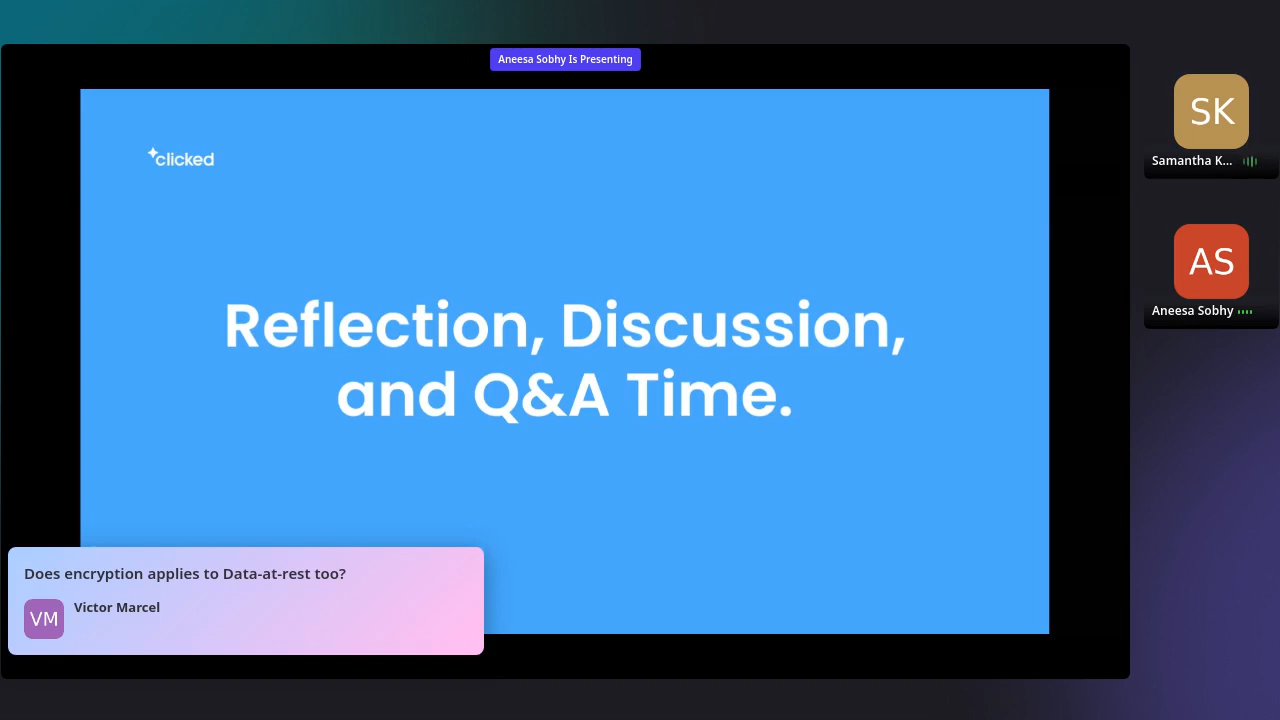 Aneesa Sobhy Is Presenting
clicked
Reflection, Discussion,
and Q&A Time.
Does encryption applies to Data-at-rest too?
VM
Victor Marcel
SK
Samantha K...
AS
Aneesa Sobhy